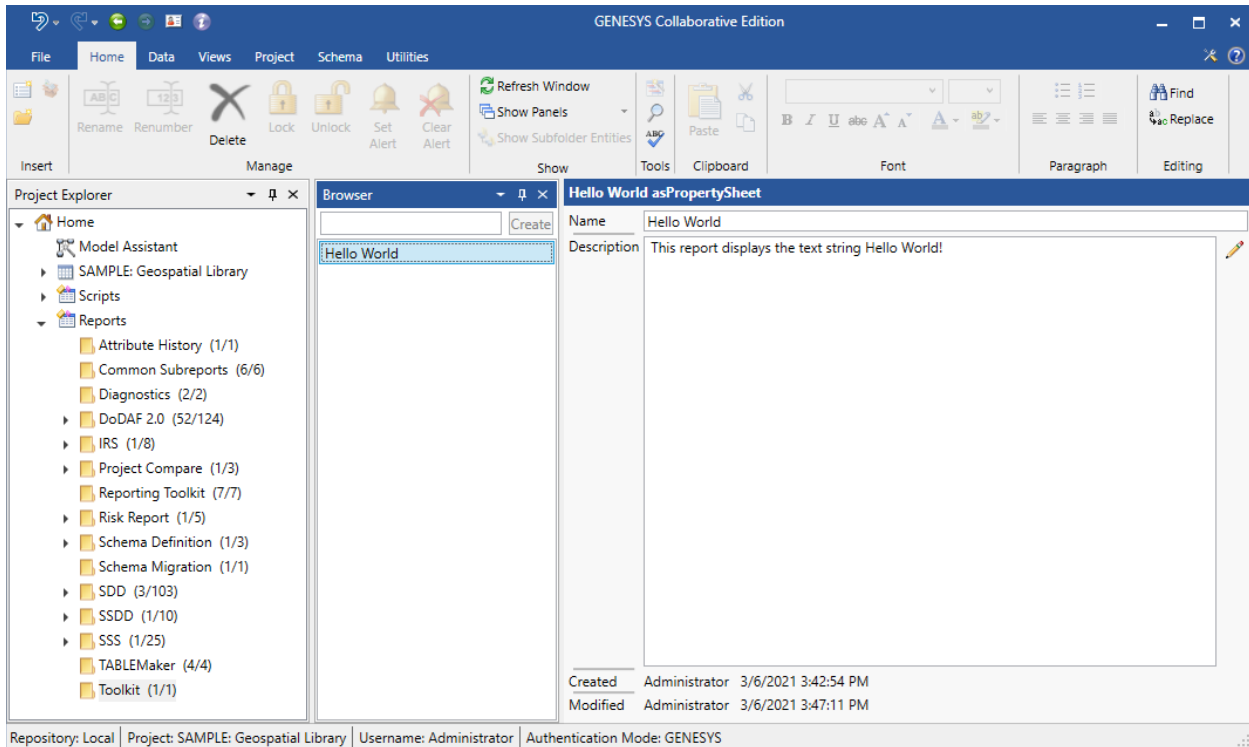 GENESYS Collaborative Edition
File Home Data Views Project Schema Utilities
Rename Renumber Delete Lock Unlock Set Alert Clear Alert
Refresh Window
Show Panels
Show Subfolder Entities
ABC
Paste
B I U abc A A A ab
Find
Replace
Insert Manage Show Tools Clipboard Font Paragraph Editing
Project Explorer
Home
Model Assistant
SAMPLE: Geospatial Library
Scripts
Reports
Attribute History (1/1)
Common Subreports (6/6)
Diagnostics (2/2)
DoDAF 2.0 (52/124)
IRS (1/8)
Project Compare (1/3)
Reporting Toolkit (7/7)
Risk Report (1/5)
Schema Definition (1/3)
Schema Migration (1/1)
SDD (3/103)
SSDD (1/10)
SSS (1/25)
TABLEMaker (4/4)
Toolkit (1/1)
Browser
Create
Hello World
Hello World asPropertySheet
Name Hello World
Description This report displays the text string Hello World!
Created Administrator 3/6/2021 3:42:54 PM
Modified Administrator 3/6/2021 3:47:11 PM
Repository: Local Project: SAMPLE: Geospatial Library Username: Administrator Authentication Mode: GENESYS